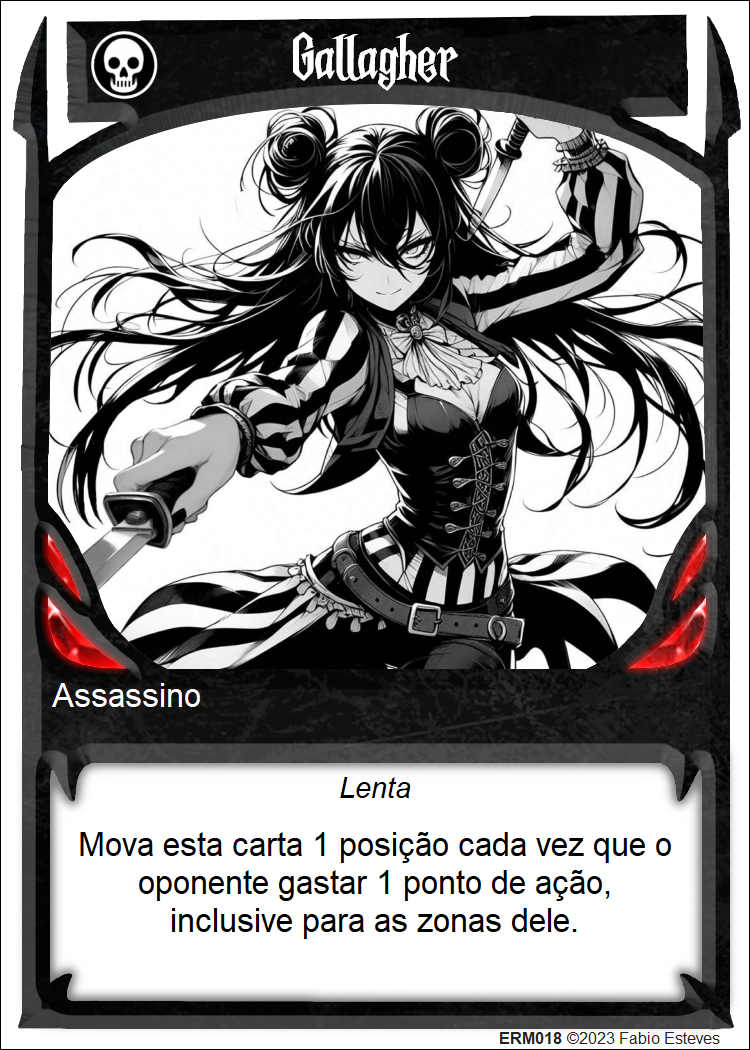 Gallagher
Assassino
Lenta
Mova esta carta 1 posição cada vez que o
oponente gastar 1 ponto de ação,
inclusive para as zonas dele.
ERM018 ©2023 Fabio Esteves